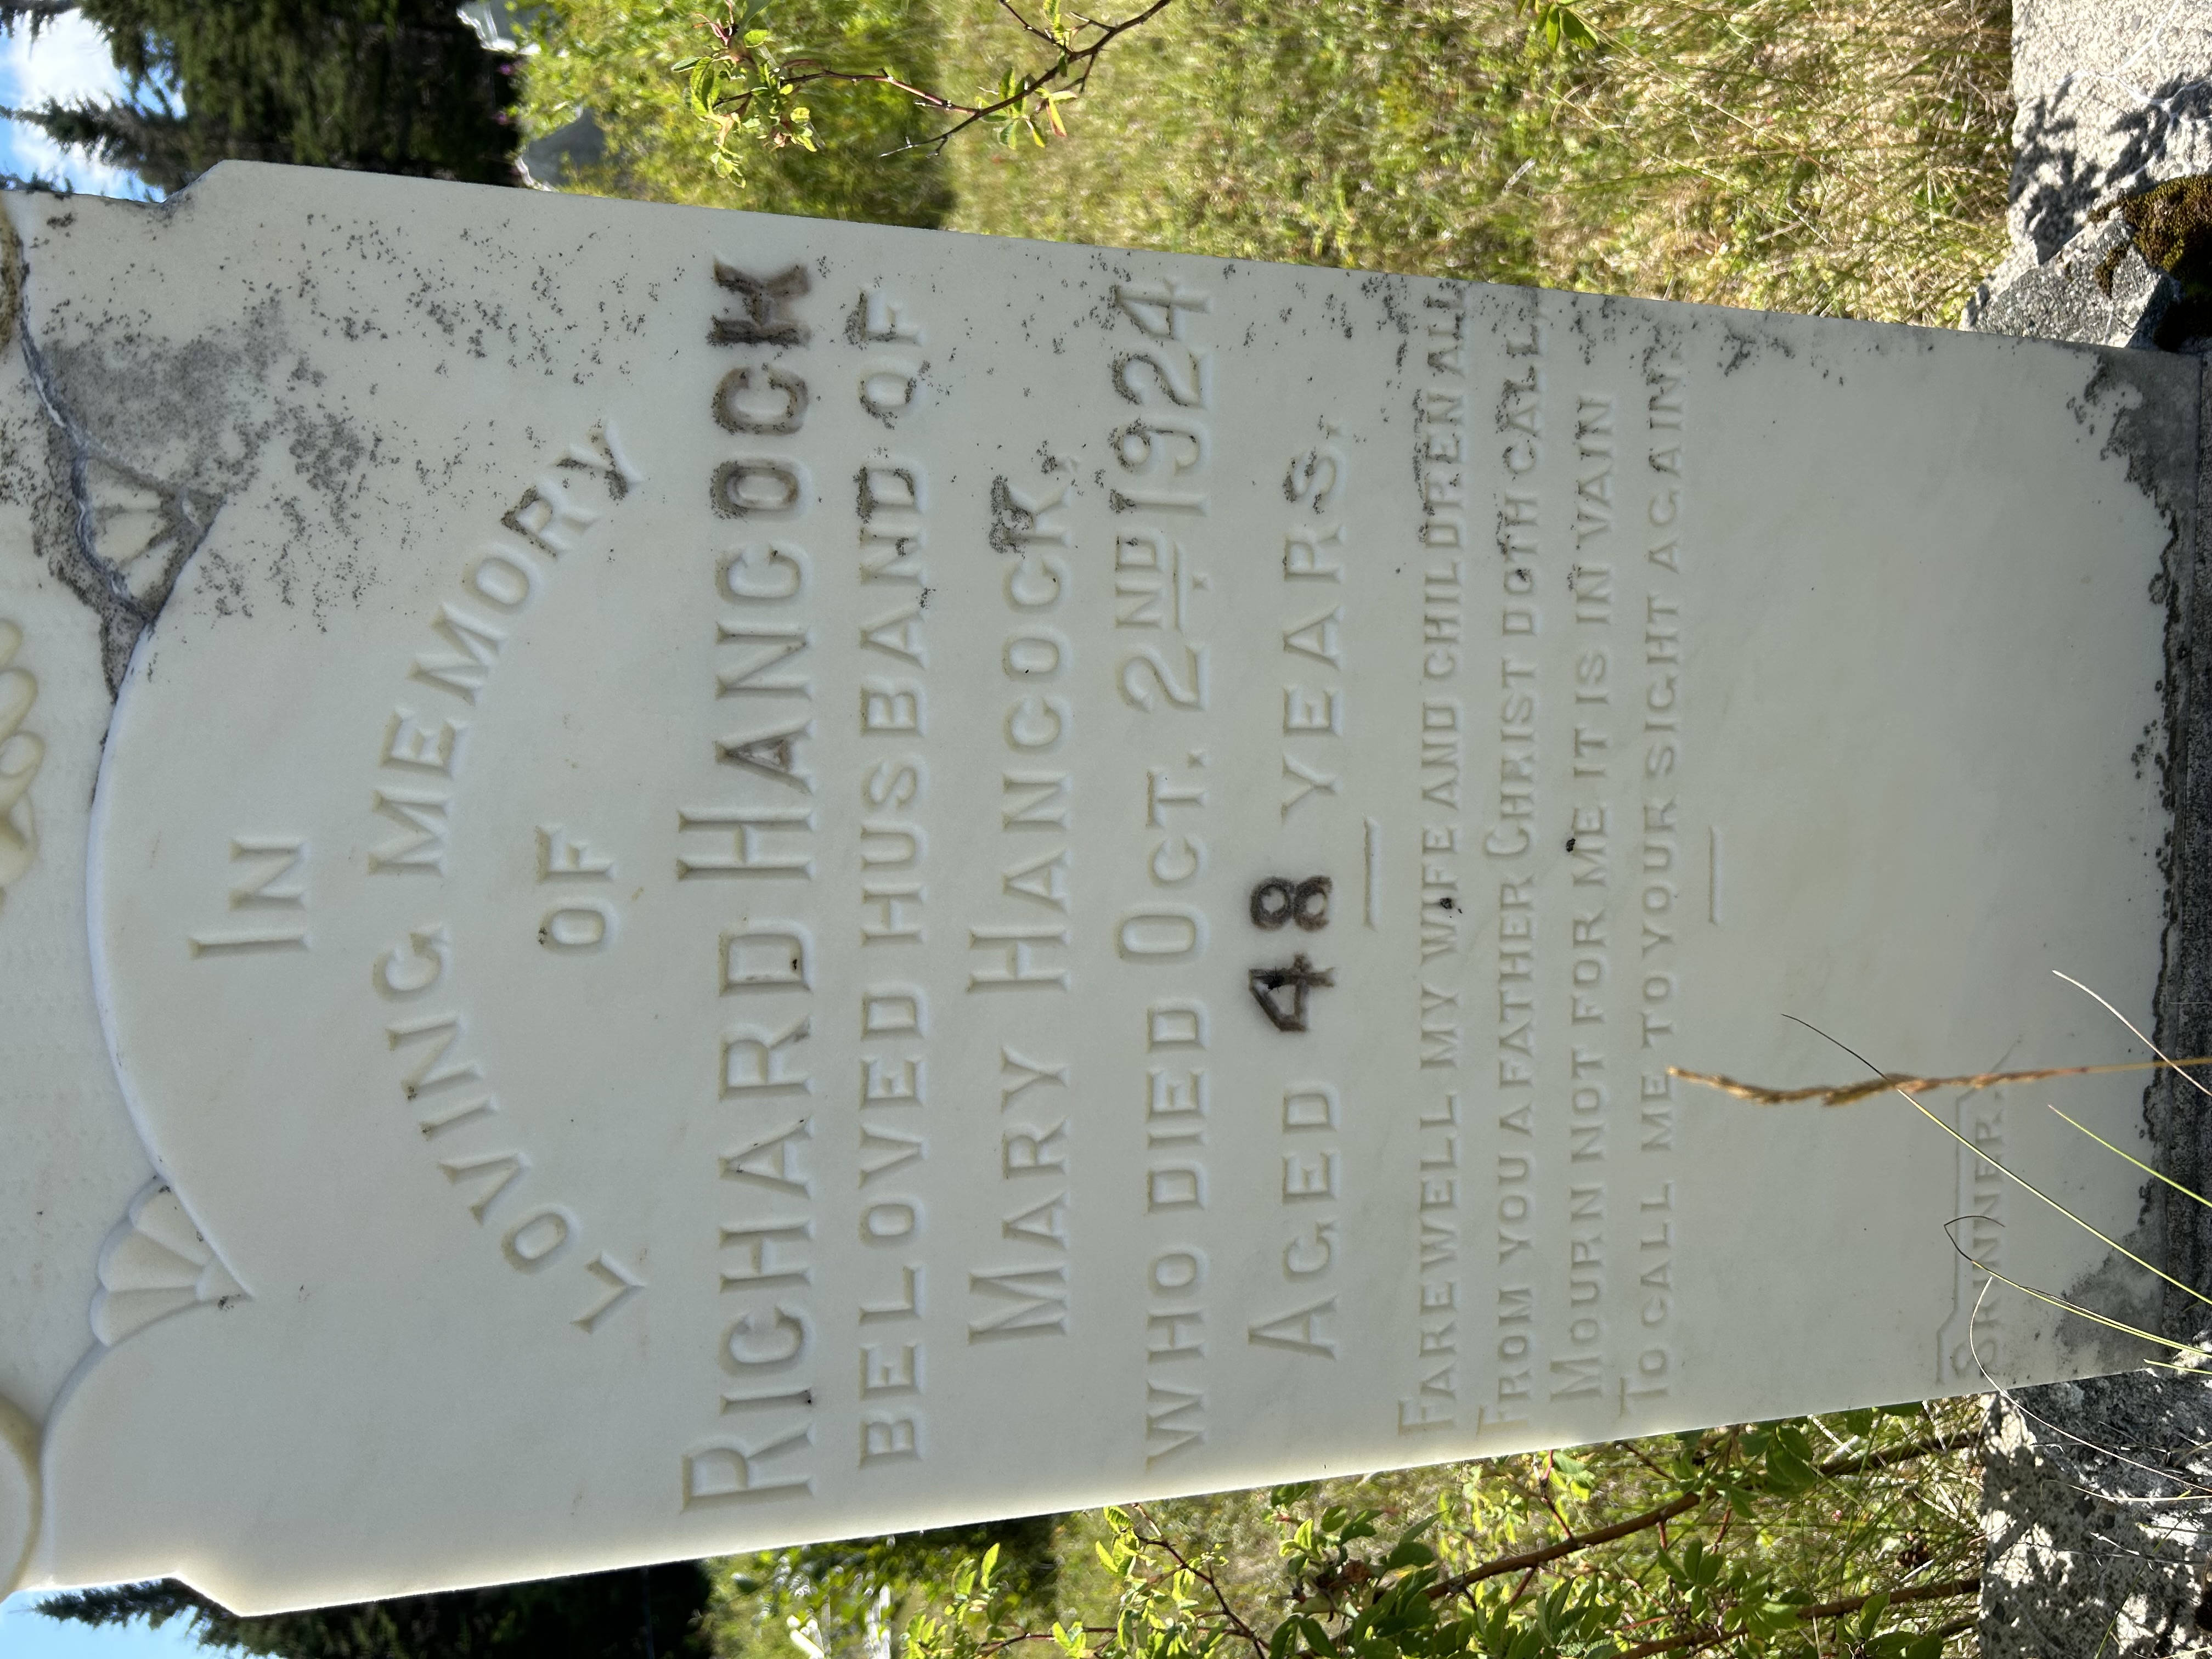 IN
LOVING MEMORY
OF
RICHARD HANCOCK
BELOVED HUSBAND OF
MARY HANCOCK,
WHO DIED OCT. 2ND 1924
AGED 48 YEARS.
FAREWELL MY WIFE AND CHILDREN ALL
FROM YOU A FATHER CHRIST DOTH CALL
MOURN NOT FOR ME IT IS IN VAIN
TO CALL ME TO YOUR SIGHT AGAIN.